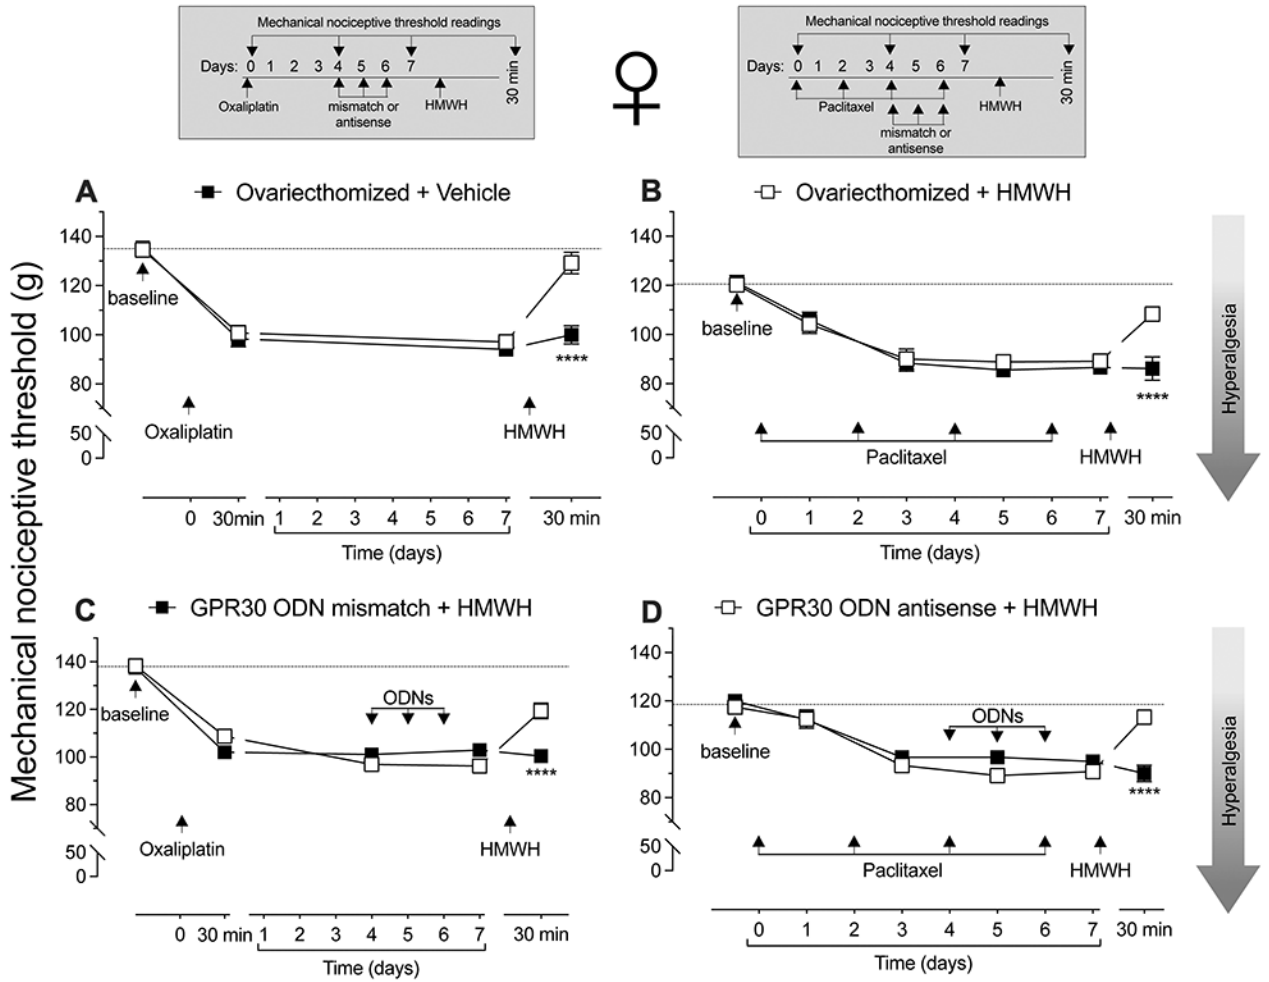 Mechanical nociceptive threshold readings
Days: 0 1 2 3 4 5 6 7
30 min
Oxaliplatin
mismatch or
antisense
HMWH
Mechanical nociceptive threshold readings
Days: 0 1 2 3 4 5 6 7
30 min
Paclitaxel
HMWH
mismatch or
antisense
Mechanical nociceptive threshold (g)
A
Ovariecthomized + Vehicle
140
120
100
80
50
0
baseline
Oxaliplatin
HMWH
****
0 30min 1 2 3 4 5 6 7 30 min
Time (days)
B
Ovariecthomized + HMWH
140
120
100
80
50
0
baseline
Paclitaxel
HMWH
****
0 1 2 3 4 5 6 7 30 min
Time (days)
Hyperalgesia
C
GPR30 ODN mismatch + HMWH
140
120
100
80
50
0
baseline
ODNs
Oxaliplatin
HMWH
****
0 30 min 1 2 3 4 5 6 7 30 min
Time (days)
D
GPR30 ODN antisense + HMWH
140
120
100
80
50
0
baseline
ODNs
Paclitaxel
HMWH
****
0 1 2 3 4 5 6 7 30 min
Time (days)
Hyperalgesia